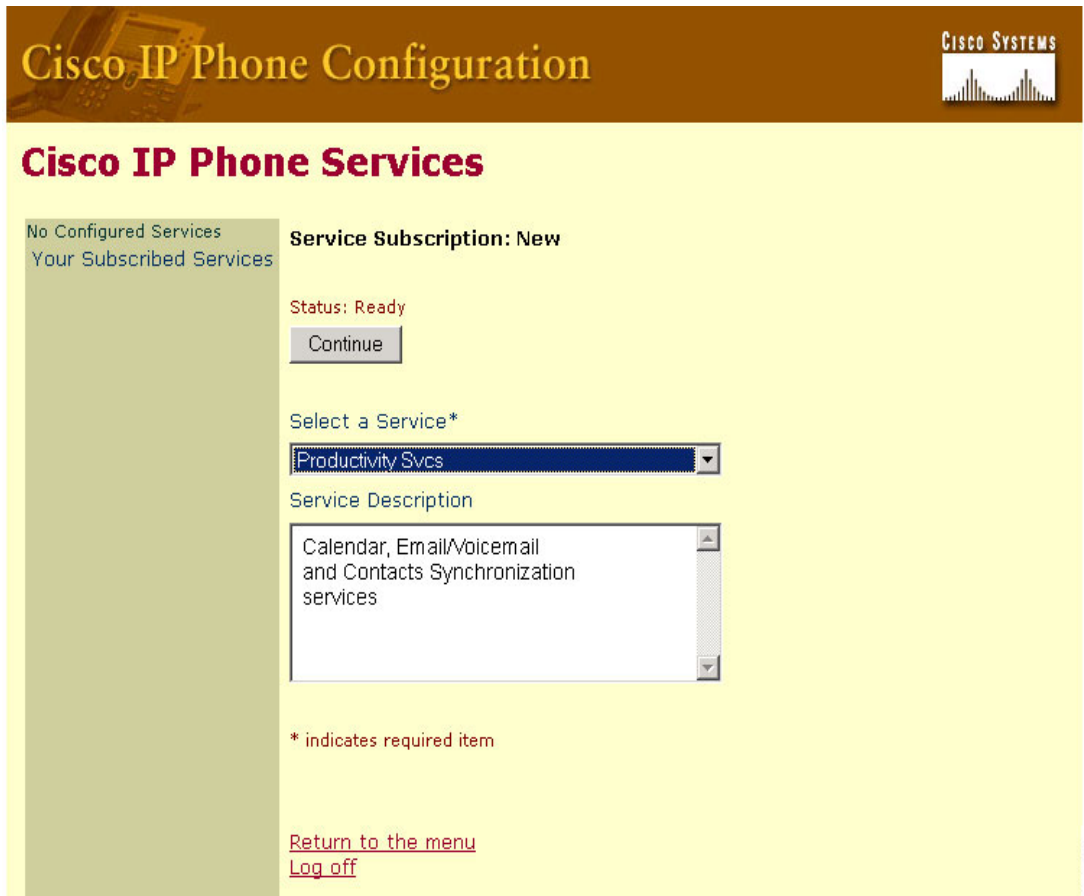 Cisco IP Phone Configuration
CISCO SYSTEMS
Cisco IP Phone Services
No Configured Services
Your Subscribed Services
Service Subscription: New
Status: Ready
Continue
Select a Service*
Productivity Svcs
Service Description
Calendar, Email/Voicemail
and Contacts Synchronization
services
* indicates required item
Return to the menu
Log off